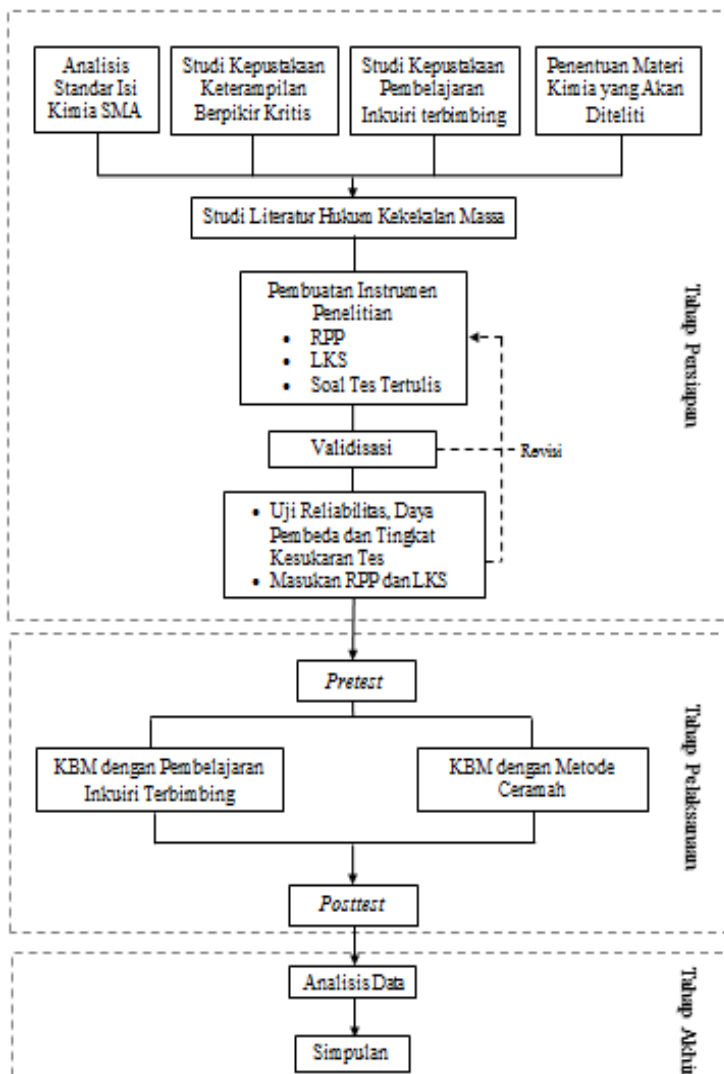 Analisis
Standar Isi
Kimia SMA
Studi Kepustakaan
Keterampilan
Berpikir Kritis
Studi Kepustakaan
Pembelajaran
Inkuiri terbimbing
Penentuan Materi
Kimia yang Akan
Diteliti
Studi Literatur Hukum Kekekalan Massa
Pembuatan Instrumen
Penelitian
• RPP
• LKS
• Soal Tes Tertulis
Validisasi
Revisi
• Uji Reliabilitas, Daya
Pembeda dan Tingkat
Kesukaran Tes
• Masukan RPP dan LKS
Tahap Persiapan
Pretest
KBM dengan Pembelajaran
Inkuiri Terbimbing
KBM dengan Metode
Ceramah
Posttest
Tahap Pelaksanaan
Analisis Data
Simpulan
Tahap Akhir